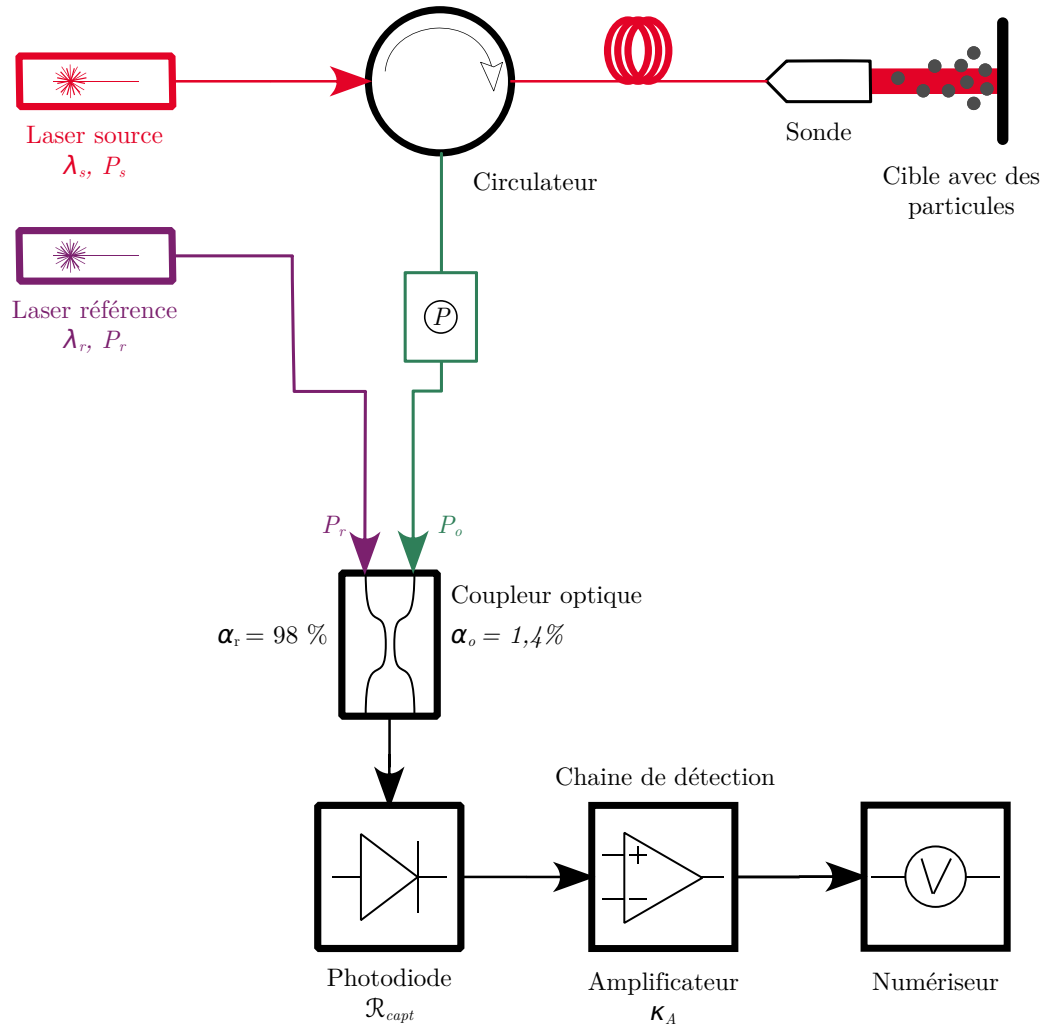 Laser source
λs, Ps
Circulateur
Sonde
Cible avec des
particules
Laser référence
λr, Pr
P
Pr
Po
Coupleur optique
αr = 98 %
αo = 1,4%
Chaine de détection
+
−
V
Photodiode
ℛcapt
Amplificateur
κA
Numériseur